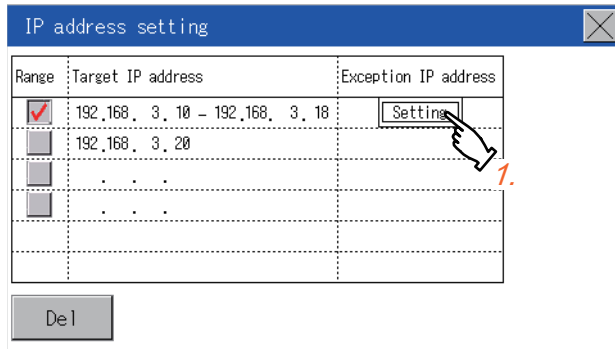 IP address setting
Range Target IP address Exception IP address
192.168. 3. 10 - 192.168. 3. 18 Setting
192.168. 3. 20
. . .
. . .
1.
Del